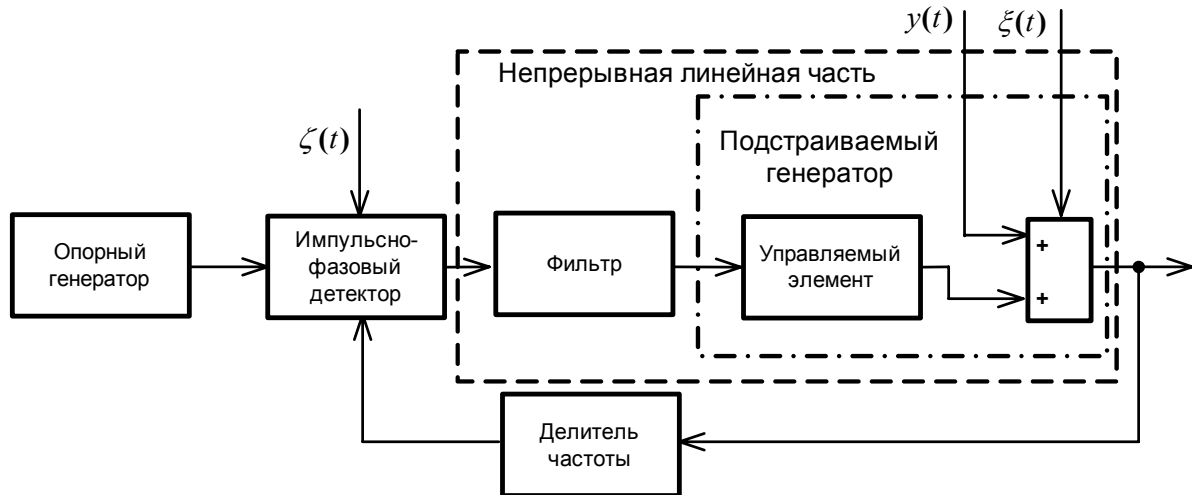 y(t)
ξ(t)
Непрерывная линейная часть
ζ(t)
Подстраиваемый
генератор
Опорный
генератор
Импульсно-
фазовый
детектор
Фильтр
Управляемый
элемент
+
+
Делитель
частоты